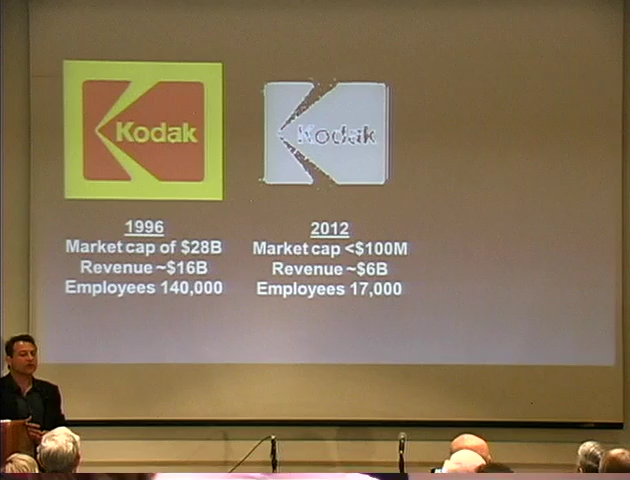 Kodak
Kodak
1996
Market cap of $28B
Revenue ~$16B
Employees 140,000
2012
Market cap <$100M
Revenue ~$6B
Employees 17,000